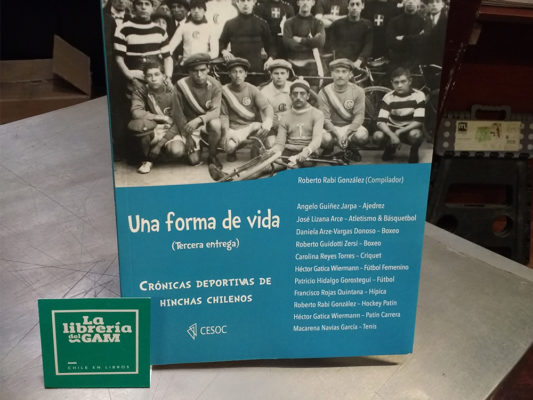 Roberto Rabi González (Compilador)
Una forma de vida
(Tercera entrega)
CRÓNICAS DEPORTIVAS DE
HINCHAS CHILENOS
CESOC
Angelo Guiñez Jarpa – Ajedrez
José Lizana Arce – Atletismo & Básquetbol
Daniela Arze-Vargas Donoso – Boxeo
Roberto Guidotti Zersi – Boxeo
Carolina Reyes Torres – Críquet
Héctor Gatica Wiermann – Fútbol Femenino
Patricio Hidalgo Gorostegui – Fútbol
Francisco Rojas Quintana – Hípica
Roberto Rabi González – Hockey Patín
Héctor Gatica Wiermann – Patín Carrera
Macarena Navias García – Tenis
La
librería
del GAM
CHILE EN LIBROS